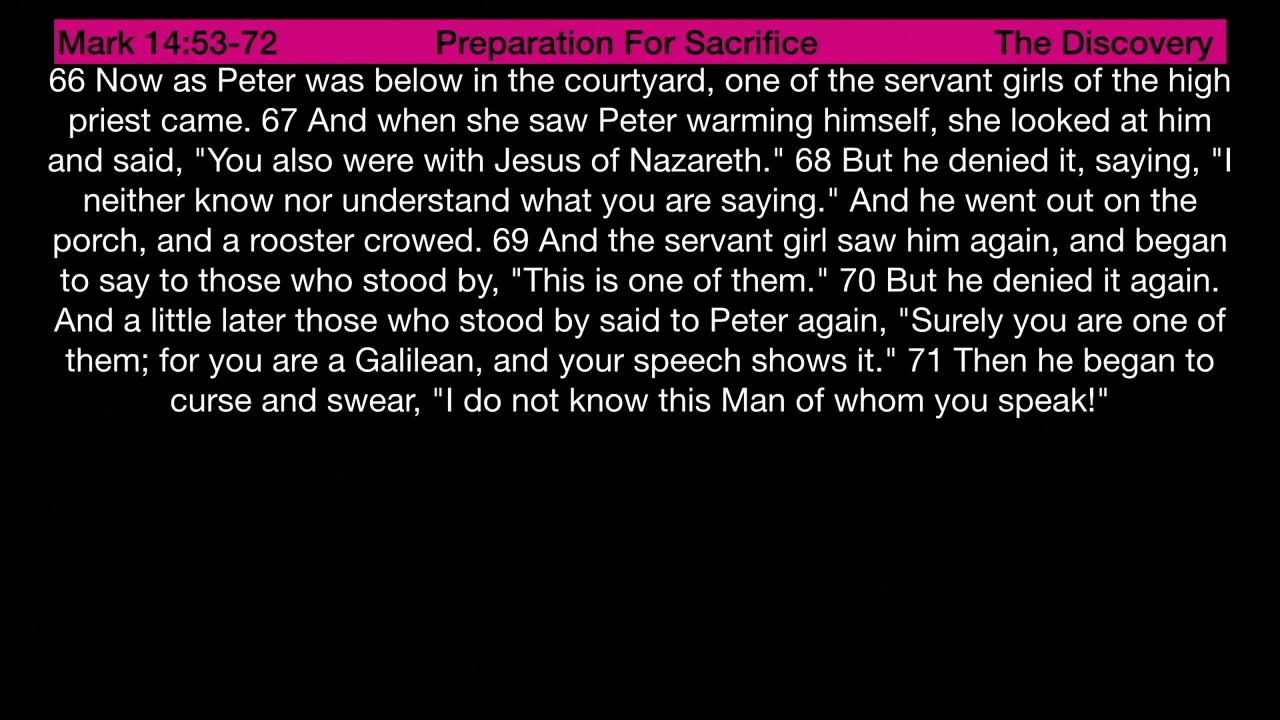 Mark 14:53-72 Preparation For Sacrifice The Discovery
66 Now as Peter was below in the courtyard, one of the servant girls of the high
priest came. 67 And when she saw Peter warming himself, she looked at him
and said, "You also were with Jesus of Nazareth." 68 But he denied it, saying, "I
neither know nor understand what you are saying." And he went out on the
porch, and a rooster crowed. 69 And the servant girl saw him again, and began
to say to those who stood by, "This is one of them." 70 But he denied it again.
And a little later those who stood by said to Peter again, "Surely you are one of
them; for you are a Galilean, and your speech shows it." 71 Then he began to
curse and swear, "I do not know this Man of whom you speak!"